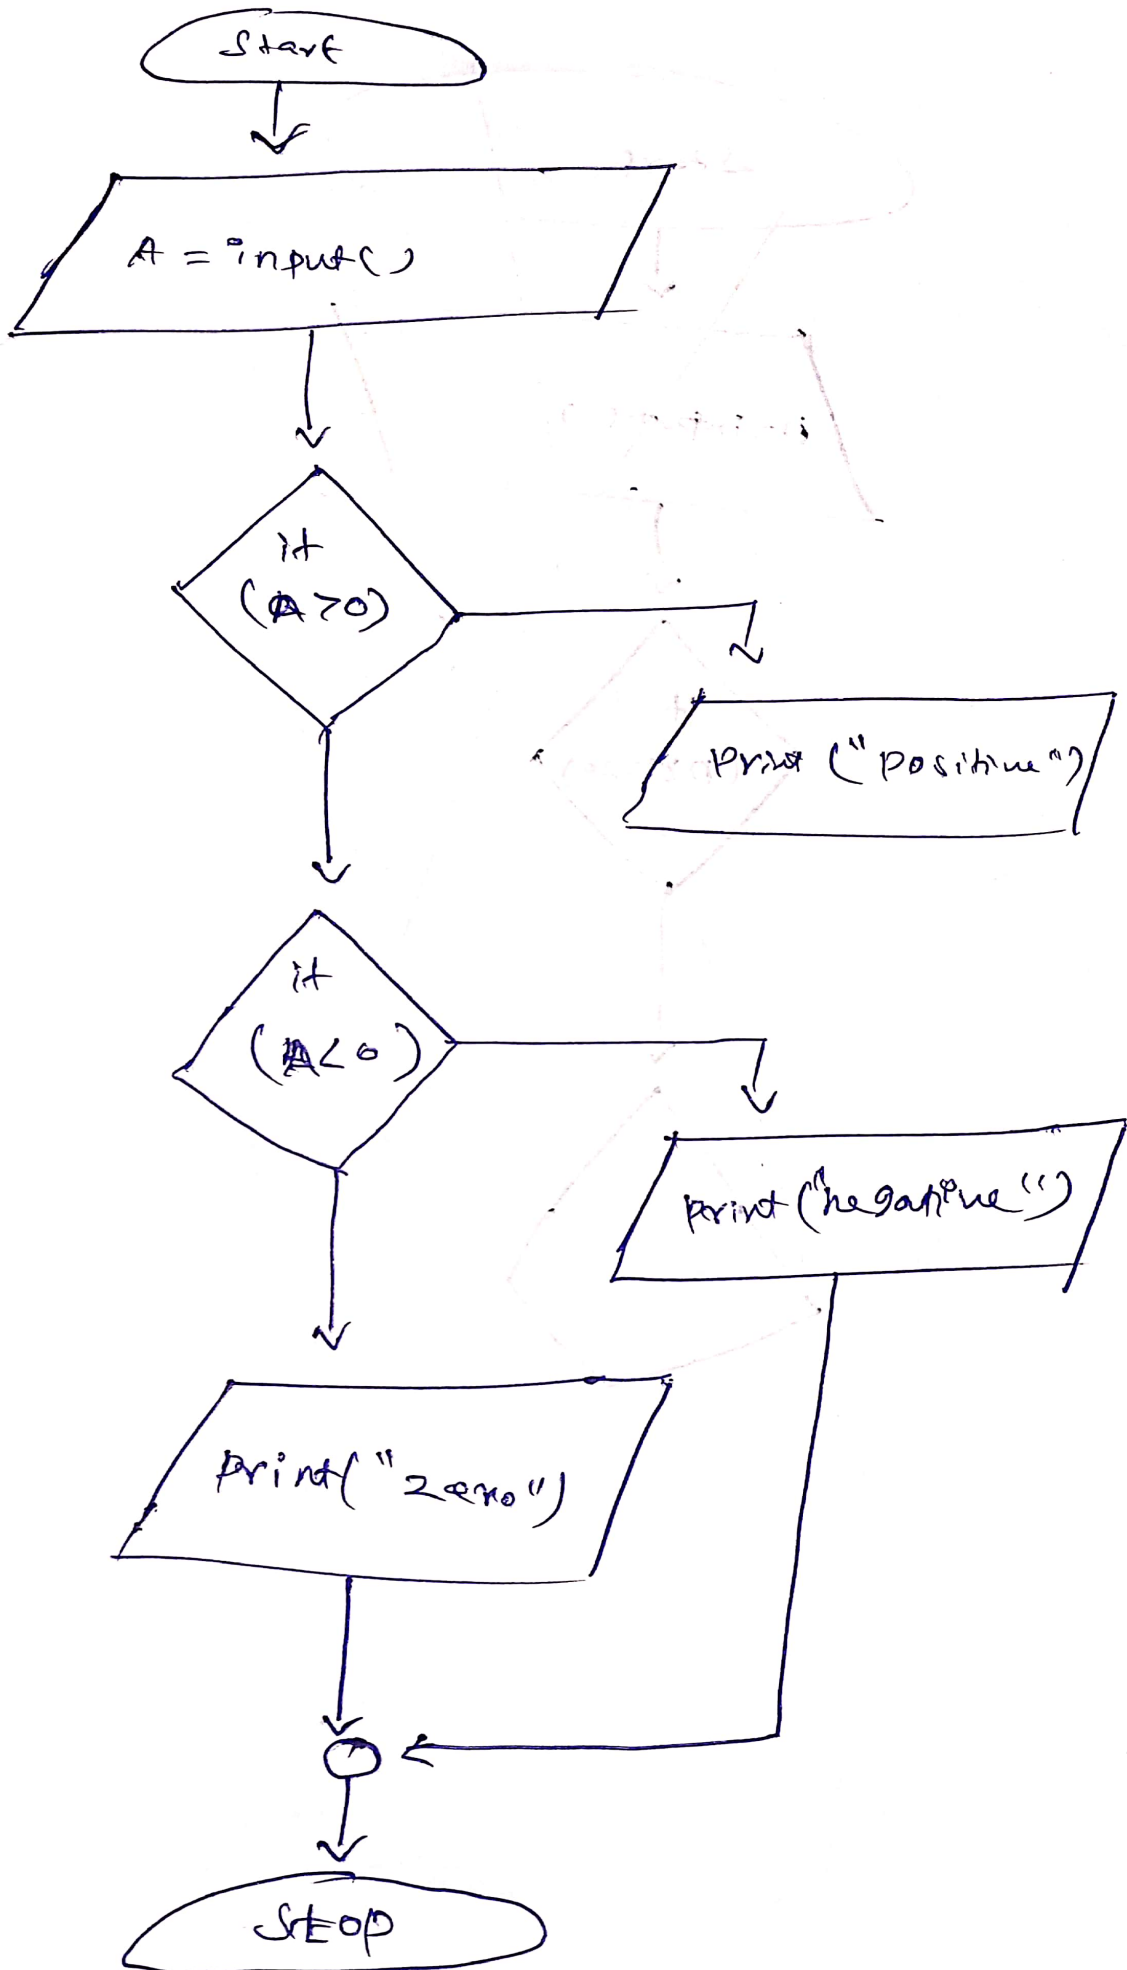 Start
A = input()
if
(A>0)
Print ("Positive")
if
(A<0)
print("negative")
Print("Zero")
Stop